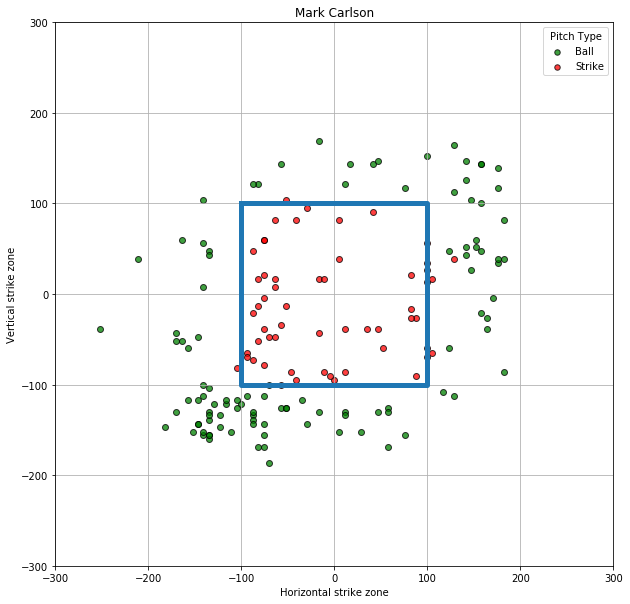 Mark Carlson
Pitch Type
Ball
Strike
Vertical strike zone
300
200
100
0
−100
−200
−300
−300
−200
−100
0
100
200
300
Horizontal strike zone